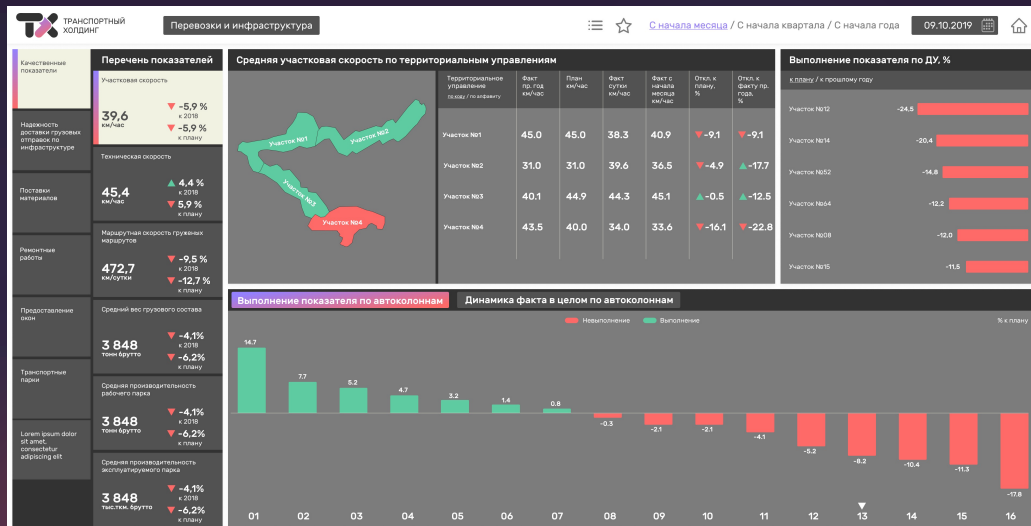 ТРАНСПОРТНЫЙ
ХОЛДИНГ
Перевозки и инфраструктура
С начала месяца / С начала квартала / С начала года
09.10.2019
Качественные
показатели
Надежность
доставки грузовых
отправок по
инфраструктуре
Поставки
материалов
Ремонтные
работы
Предоставление
окон
Транспортные
парки
Lorem ipsum dolor
sit amet,
consectetur
adipiscing elit
Перечень показателей
Участковая скорость
39,6
км/час
-5,9 %
к 2018
-5,9 %
к плану
Техническая скорость
45,4
км/час
4,4 %
к 2018
5,9 %
к плану
Маршрутная скорость груженых
маршрутов
472,7
км/сутки
-9,5 %
к 2018
-12,7 %
к плану
Средний вес грузового состава
3 848
тонн брутто
-4,1%
к 2018
-6,2%
к плану
Средняя производительность
рабочего парка
3 848
тонн брутто
-4,1%
к 2018
-6,2%
к плану
Средняя производительность
эксплуатируемого парка
3 848
тыс.ткм. брутто
-4,1%
к 2018
-6,2%
к плану
Средняя участковая скорость по территориальным управлениям
Участок №1
Участок №2
Участок №3
Участок №4
Территориальное
управление
по коду / по алфавиту
Факт
пр. год
км/час
План
км/час
Факт
сутки
км/час
Факт с
начала
месяца
км/час
Откл. к
плану,
%
Откл. к
факту пр.
года,
%
Участок №1 45.0 45.0 38.3 40.9 -9.1 -9.1
Участок №2 31.0 31.0 39.6 36.5 -4.9 -17.7
Участок №3 40.1 44.9 44.3 45.1 -0.5 -12.5
Участок №4 43.5 40.0 34.0 33.6 -16.1 -22.8
Выполнение показателя по ДУ, %
к плану / к прошлому году
Участок №12 -24,5
Участок №14 -20.4
Участок №52 -14,8
Участок №64 -12.2
Участок №08 -12,0
Участок №15 -11,5
Выполнение показателя по автоколоннам
Динамика факта в целом по автоколоннам
Невыполнение Выполнение
% к плану
14.7 7.7 5.2 4.7 3.2 1.4 0.8 -0.3 -2.1 -2.1 -4.1 -5.2 -8.2 -10.4 -11.3 -17.8
01 02 03 04 05 06 07 08 09 10 11 12 13 14 15 16